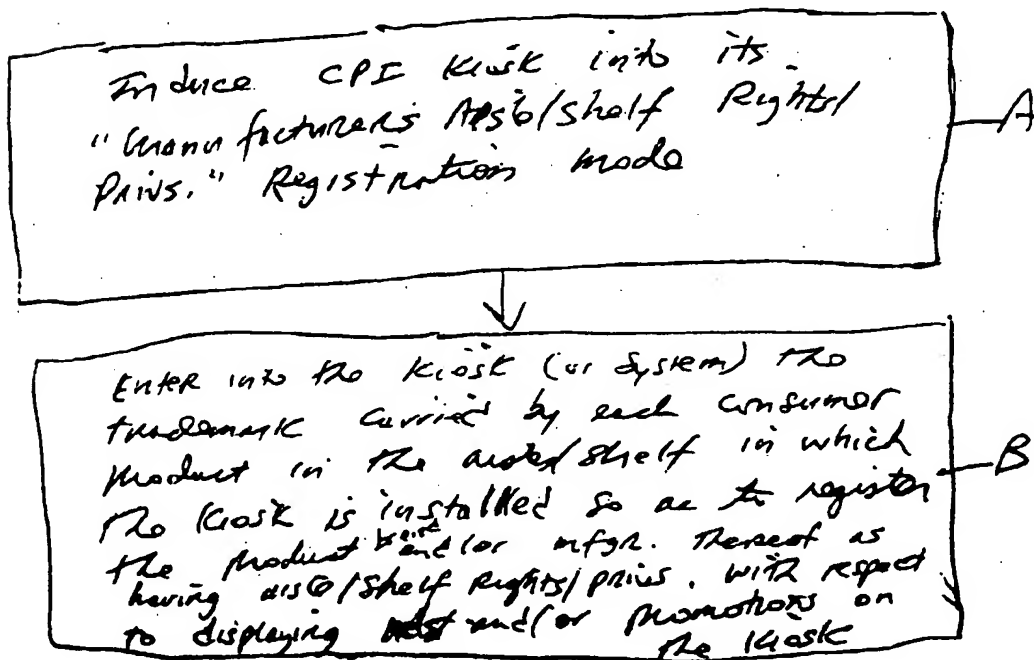 Induce CPI Kiosk into its
"Manufacturer's Aisle/Shelf Rights/
Privs." Registration mode
A
Enter into the Kiosk (or System) the
trademark carried by each consumer
product in the aisle/shelf in which
the Kiosk is installed so as to register
the product and/or mfgr. thereof as
having aisle/shelf Rights/privs. with respect
to displaying and/or promotions on
the Kiosk
B